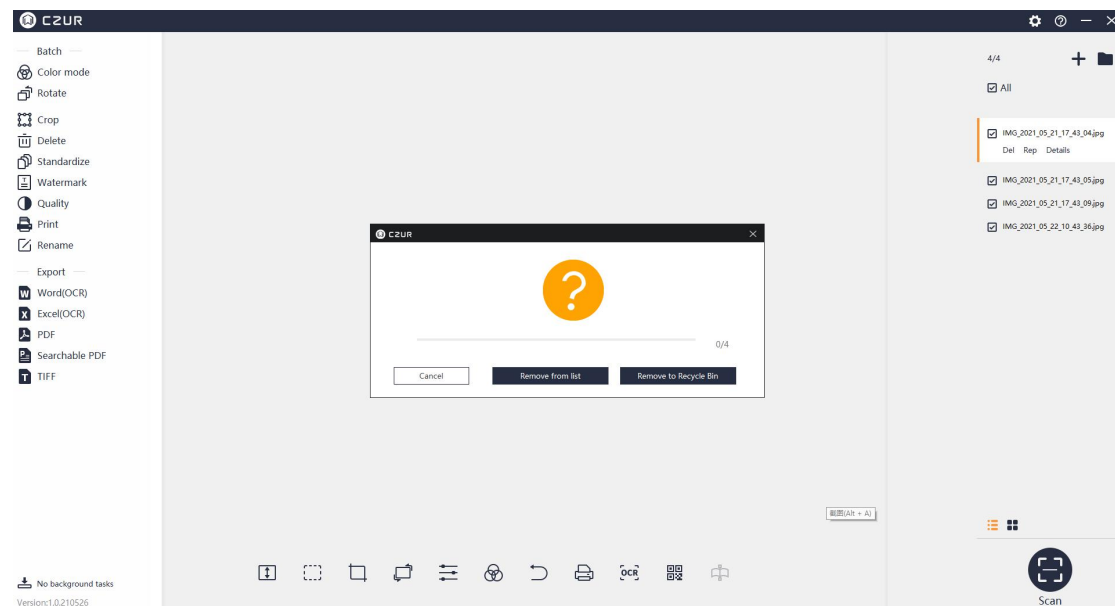 CZUR
Batch
Color mode
Rotate
Crop
Delete
Standardize
Watermark
Quality
Print
Rename
Export
Word(OCR)
Excel(OCR)
PDF
Searchable PDF
TIFF
No background tasks
Version:1.0.210526
CZUR
0/4
Cancel
Remove from list
Remove to Recycle Bin
截图(Alt + A)
OCR
4/4
All
IMG_2021_05_21_17_43_04.jpg
Del Rep Details
IMG_2021_05_21_17_43_05.jpg
IMG_2021_05_21_17_43_09.jpg
IMG_2021_05_22_10_43_36.jpg
Scan